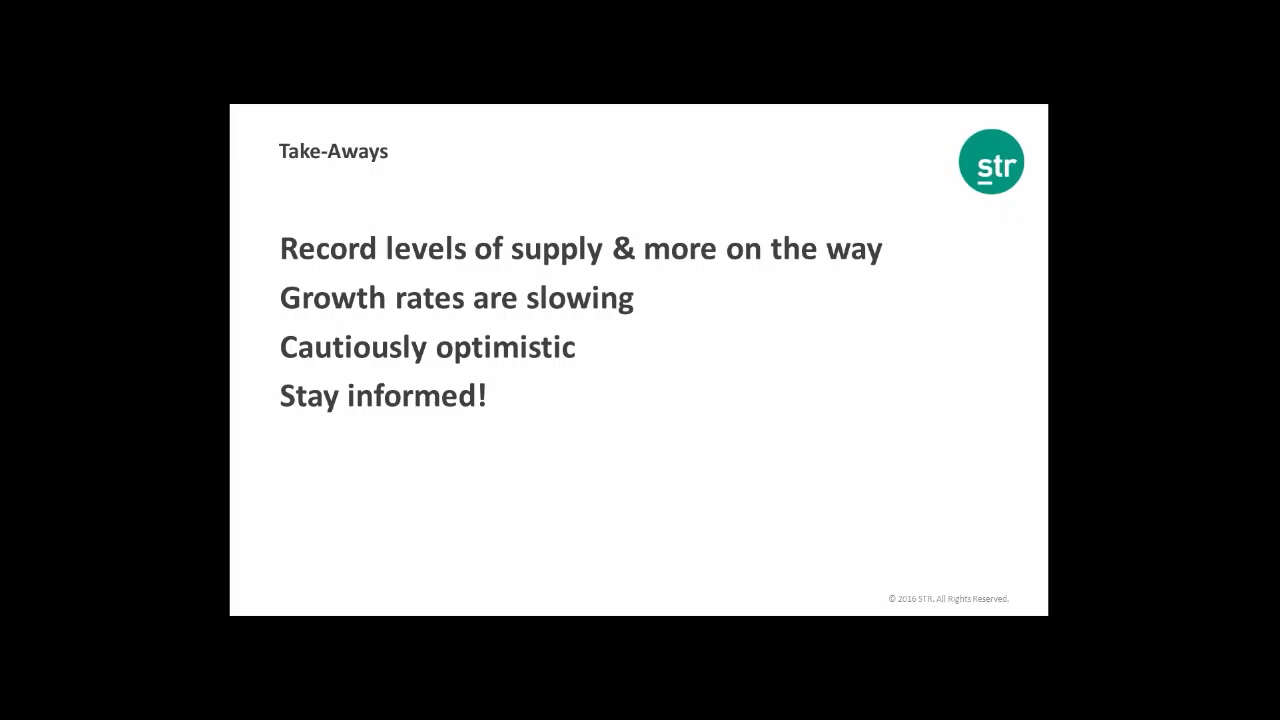 Take-Aways
str
Record levels of supply & more on the way
Growth rates are slowing
Cautiously optimistic
Stay informed!
© 2016 STR. All Rights Reserved.